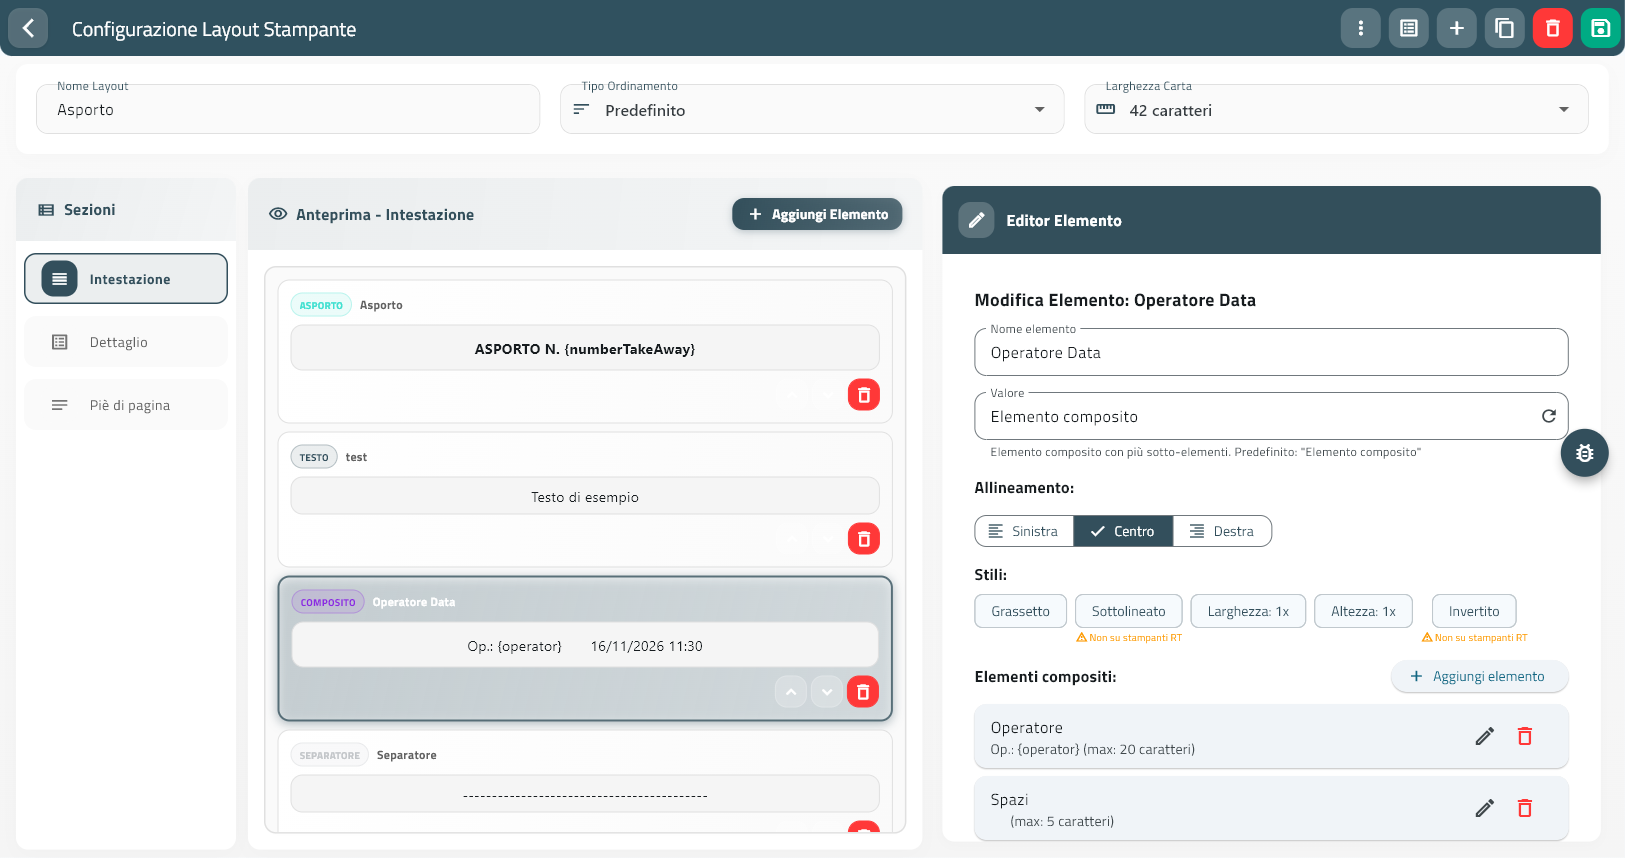 Configurazione Layout Stampante
Nome Layout
Asporto
Tipo Ordinamento
Predefinito
Larghezza Carta
42 caratteri
Sezioni
Intestazione
Dettaglio
Piè di pagina
Anteprima - Intestazione
Aggiungi Elemento
ASPORTO Asporto
ASPORTO N. {numberTakeAway}
TESTO test
Testo di esempio
COMPOSITO Operatore Data
Op.: {operator} 16/11/2026 11:30
SEPARATORE Separatore
------------------------------------------
Editor Elemento
Modifica Elemento: Operatore Data
Nome elemento
Operatore Data
Valore
Elemento composito
Elemento composito con più sotto-elementi. Predefinito: "Elemento composito"
Allineamento:
Sinistra Centro Destra
Stili:
Grassetto Sottolineato Larghezza: 1x Altezza: 1x Invertito
Non su stampanti RT Non su stampanti RT
Elementi compositi:
Aggiungi elemento
Operatore
Op.: {operator} (max: 20 caratteri)
Spazi
(max: 5 caratteri)